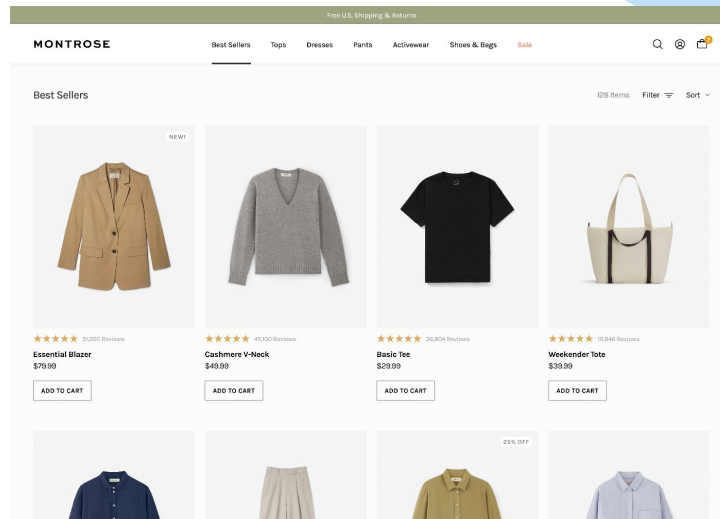 Free U.S. Shipping & Returns
MONTROSE
Best Sellers Tops Dresses Pants Activewear Shoes & Bags Sale
2
Best Sellers
128 Items Filter Sort
NEW!
51,200 Reviews
Essential Blazer
$79.99
ADD TO CART
45,100 Reviews
Cashmere V-Neck
$49.99
ADD TO CART
36,804 Reviews
Basic Tee
$29.99
ADD TO CART
19,846 Reviews
Weekender Tote
$39.99
ADD TO CART
25% OFF